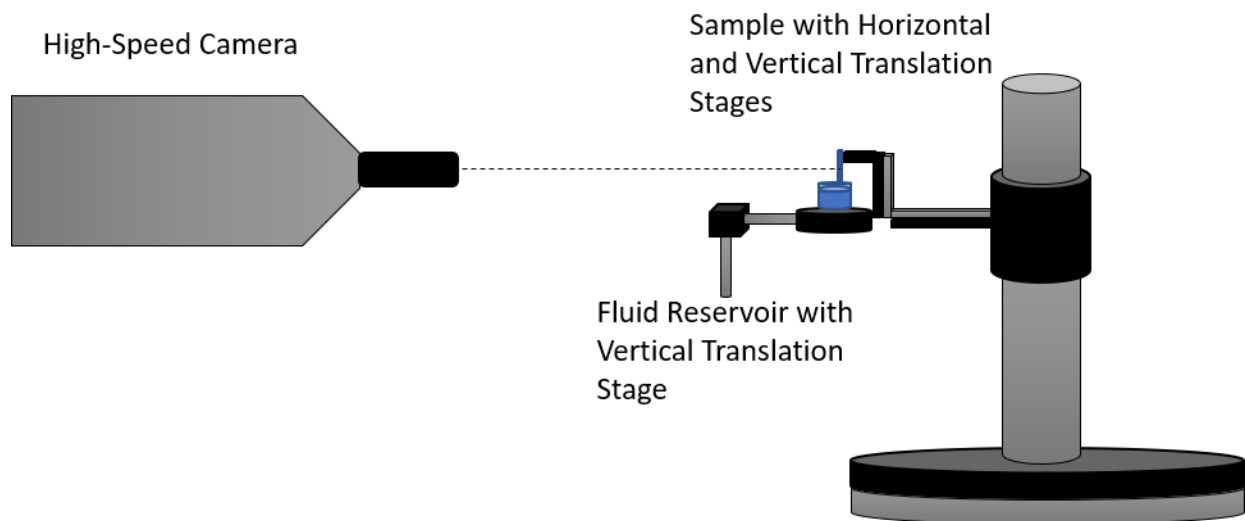 High-Speed Camera
Sample with Horizontal
and Vertical Translation
Stages
Fluid Reservoir with
Vertical Translation
Stage